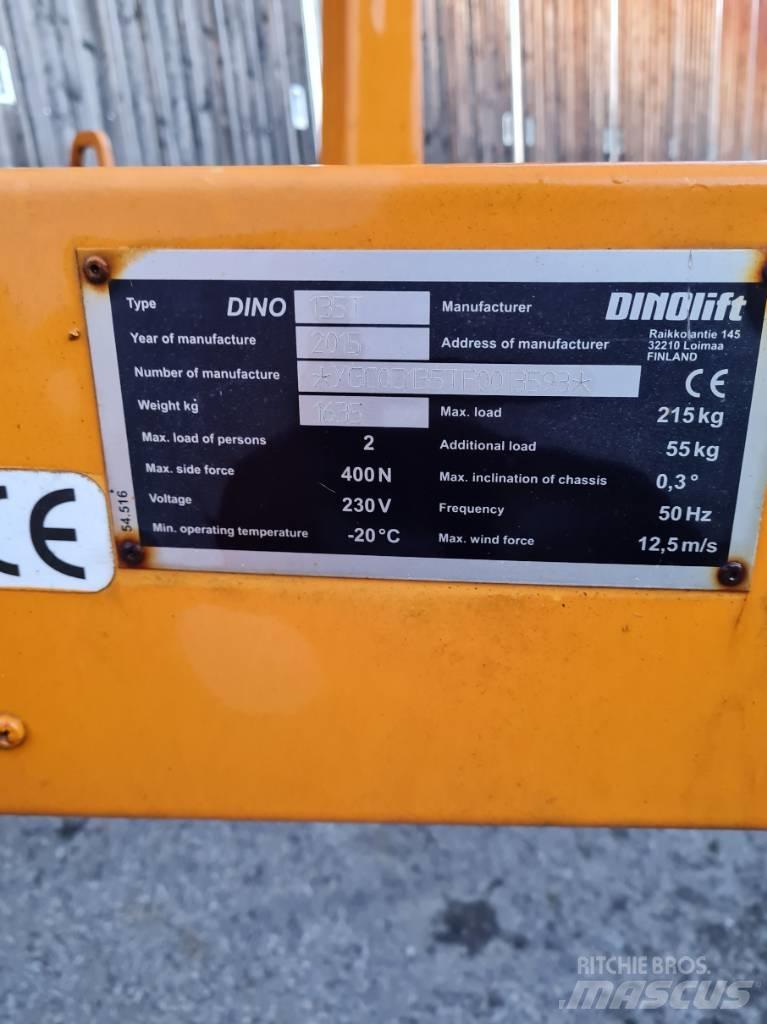 Type DINO 135T Manufacturer DINOlift
Year of manufacture 2015 Address of manufacturer Raikkolantie 145
32210 Loimaa
FINLAND
Number of manufacture CE
Weight kg 1635 Max. load 215 kg
Max. load of persons 2 Additional load 55 kg
Max. side force 400 N Max. inclination of chassis 0,3°
Voltage 230 V Frequency 50 Hz
Min. operating temperature -20 °C Max. wind force 12,5 m/s
54.516
CE
RITCHIE BROS.
MASCUS